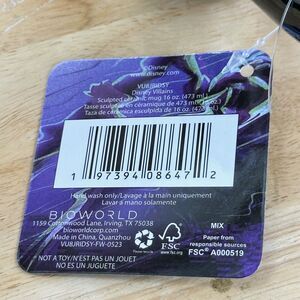 ©Disney
www.disney.com
VU8JRIDSY
Disney Villains
Sculpted ceramic mug 16 oz. (473 mL)
Tasse sculptée en céramique de 473 ml
Taza de cerámica esculpida de 16 oz (473 mL)
1 97394 08647 2
Hand wash only/Lavage à la main uniquement
Lavar a mano solamente
BIOWORLD
1159 Cottonwood Lane, Irving, TX 75038
bioworldcorp.com
Made in China, Quanzhou
VU8JRIDSY-FW-0523
NOT A TOY/N'EST PAS UN JOUET
NO ES UN JUGUETE
Please Recycle
FSC
www.fsc.org
MIX
Paper from
responsible sources
FSC® A000519